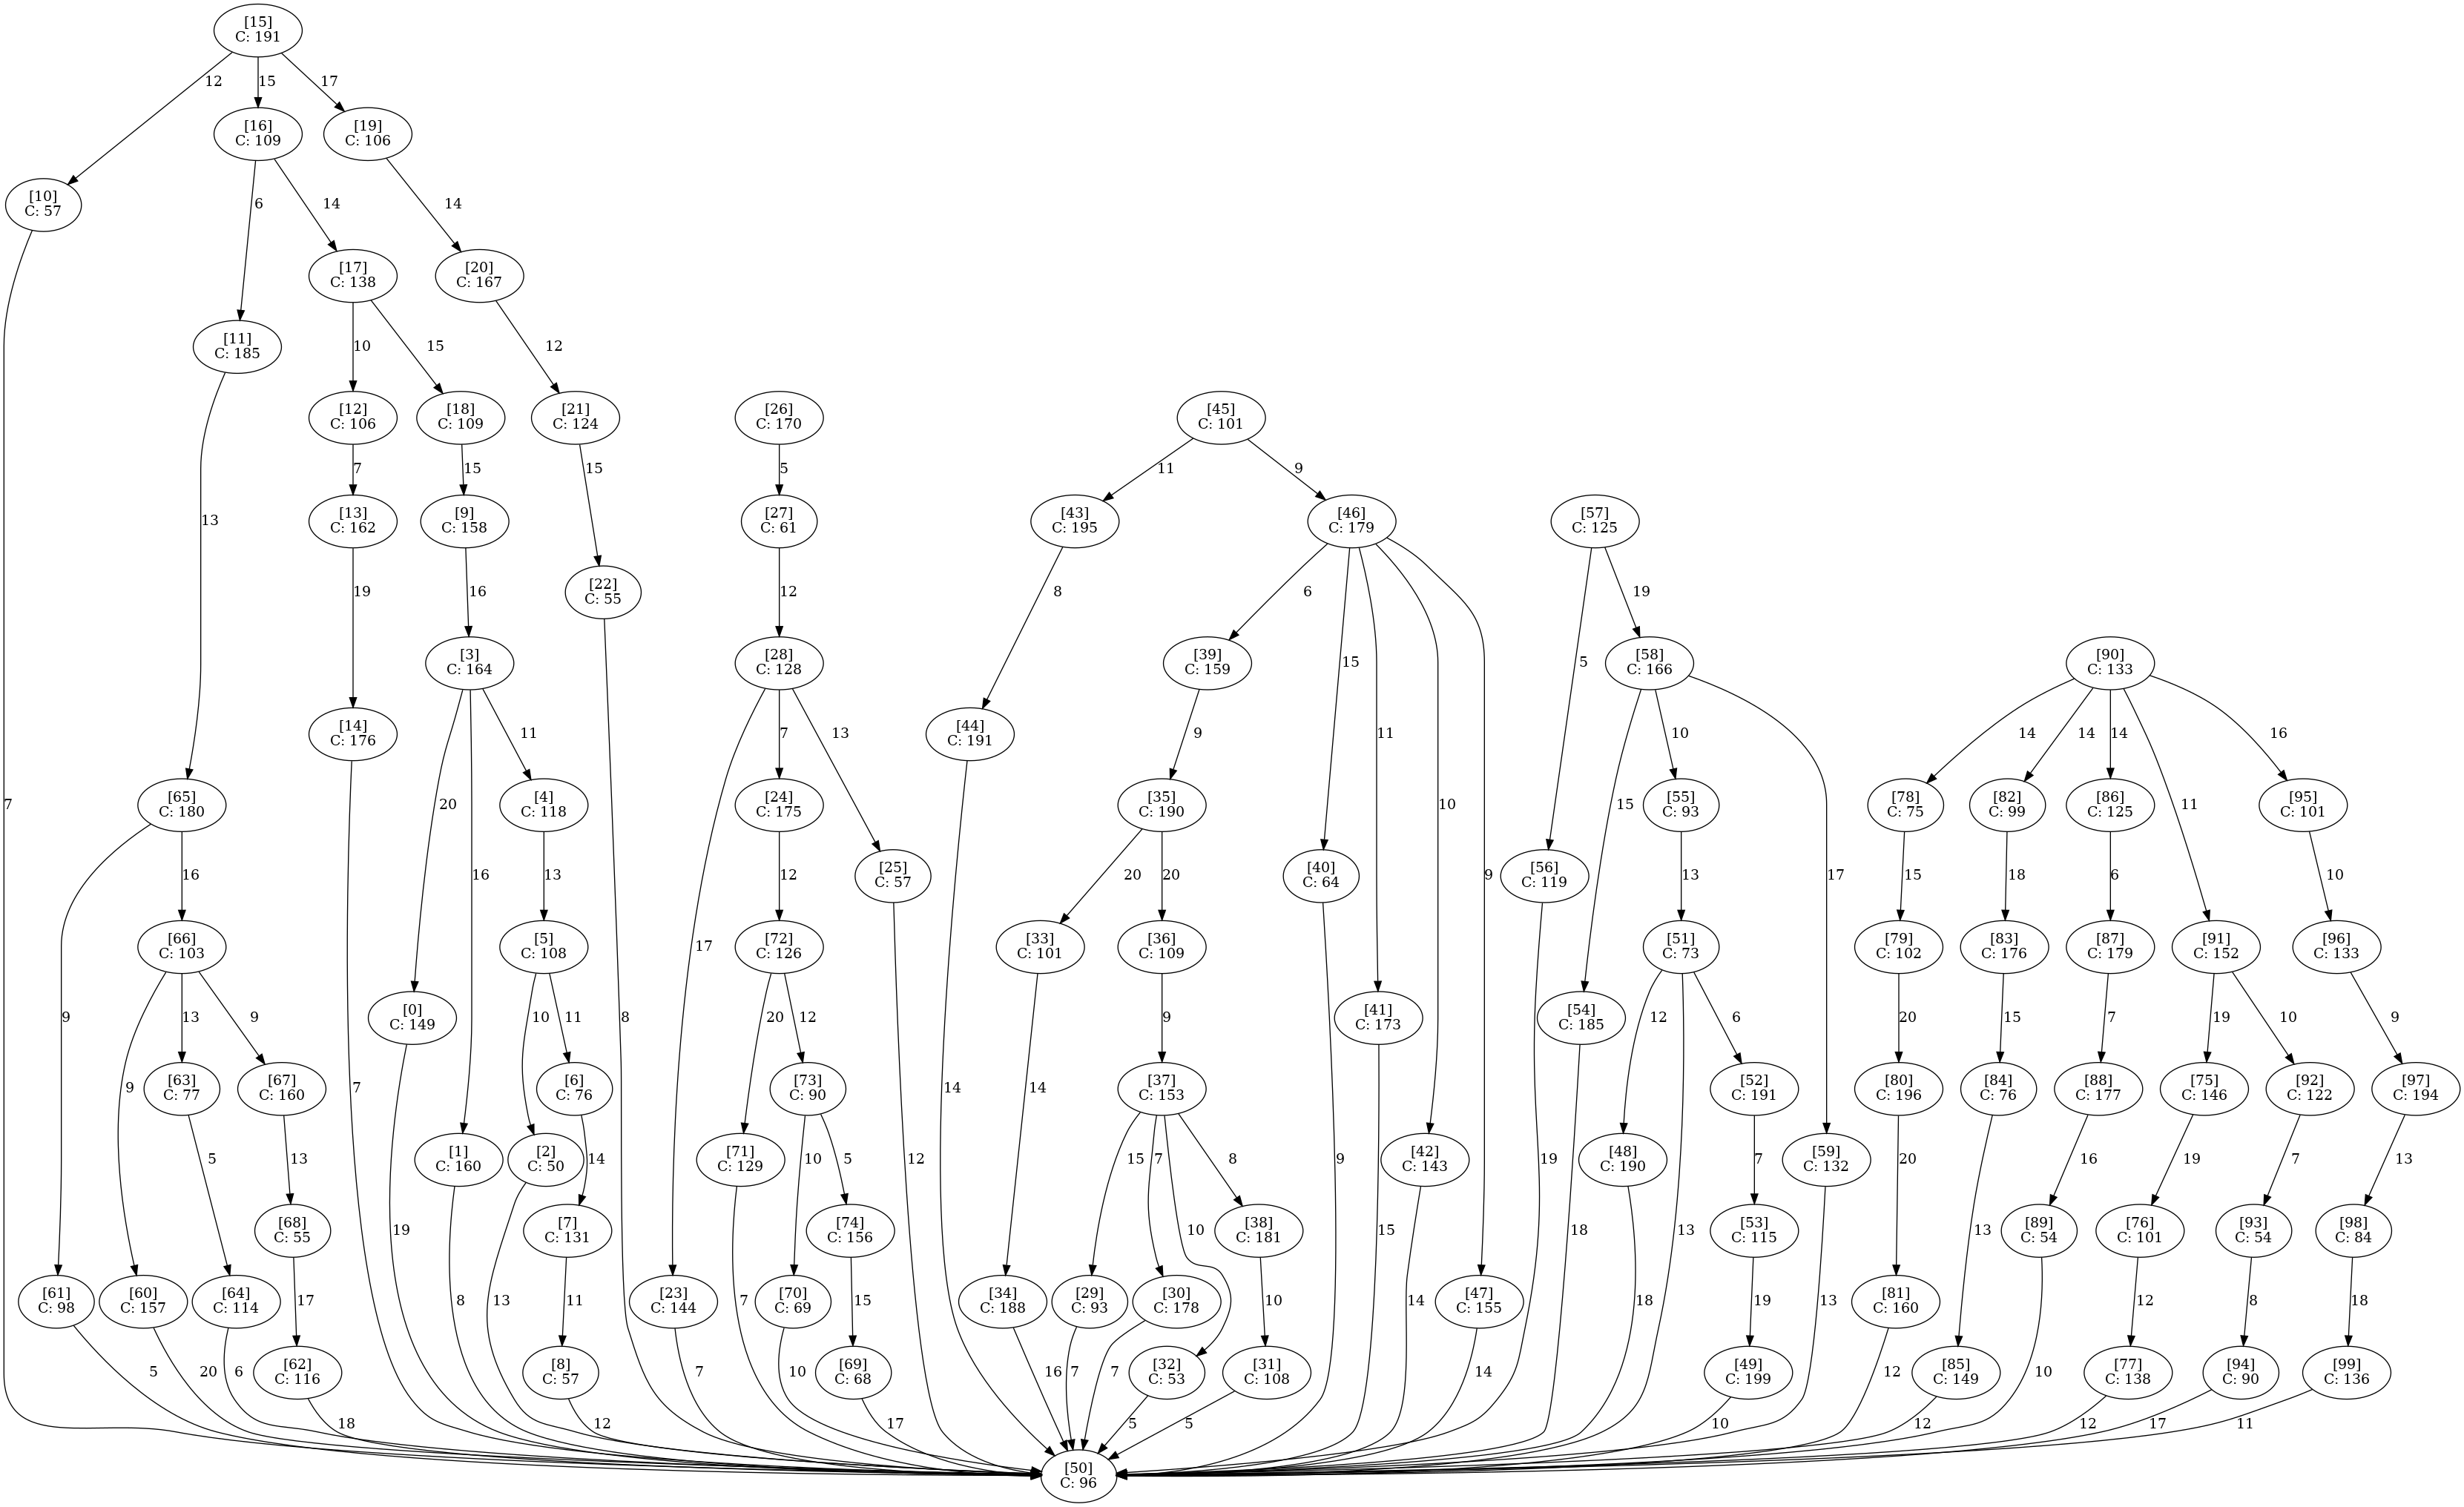 [15]
C: 191
12
15
17
[16]
C: 109
[19]
C: 106
[10]
C: 57
6
14
14
[17]
C: 138
[20]
C: 167
[11]
C: 185
10
15
12
[12]
C: 106
[18]
C: 109
[21]
C: 124
[26]
C: 170
[45]
C: 101
7
15
15
5
11
9
13
[13]
C: 162
[9]
C: 158
[27]
C: 61
[43]
C: 195
[46]
C: 179
[57]
C: 125
19
16
[22]
C: 55
12
8
6
19
[3]
C: 164
[28]
C: 128
[39]
C: 159
15
5
[58]
C: 166
[90]
C: 133
[14]
C: 176
11
7
13
[44]
C: 191
9
11
10
14
14
14
16
7
[65]
C: 180
20
[4]
C: 118
[24]
C: 175
[35]
C: 190
10
15
[55]
C: 93
[78]
C: 75
[82]
C: 99
[86]
C: 125
11
[95]
C: 101
16
16
13
12
[25]
C: 57
20
20
[40]
C: 64
9
[56]
C: 119
13
17
15
18
6
10
[66]
C: 103
[5]
C: 108
17
[72]
C: 126
[33]
C: 101
[36]
C: 109
[51]
C: 73
[79]
C: 102
[83]
C: 176
[87]
C: 179
[91]
C: 152
[96]
C: 133
9
13
9
[0]
C: 149
10
11
20
12
9
[41]
C: 173
[54]
C: 185
12
6
20
15
7
19
10
9
9
[63]
C: 77
[67]
C: 160
7
8
[6]
C: 76
[73]
C: 90
14
14
[37]
C: 153
[52]
C: 191
[80]
C: 196
[84]
C: 76
[88]
C: 177
[75]
C: 146
[92]
C: 122
[97]
C: 194
5
13
[1]
C: 160
[2]
C: 50
14
[71]
C: 129
10
5
12
15
7
8
9
[42]
C: 143
19
[48]
C: 190
7
[59]
C: 132
20
16
19
7
13
[68]
C: 55
19
[7]
C: 131
[74]
C: 156
10
[38]
C: 181
15
18
13
[53]
C: 115
13
[89]
C: 54
[76]
C: 101
[93]
C: 54
[98]
C: 84
[61]
C: 98
[60]
C: 157
[64]
C: 114
17
8
13
11
[23]
C: 144
7
[70]
C: 69
15
[34]
C: 188
[29]
C: 93
[30]
C: 178
10
14
[47]
C: 155
18
19
13
[81]
C: 160
12
8
18
5
20
6
[62]
C: 116
[8]
C: 57
7
10
[69]
C: 68
16
7
7
[32]
C: 53
[31]
C: 108
14
[49]
C: 199
12
[85]
C: 149
10
[77]
C: 138
[94]
C: 90
[99]
C: 136
18
12
17
5
5
10
12
12
17
11
[50]
C: 96